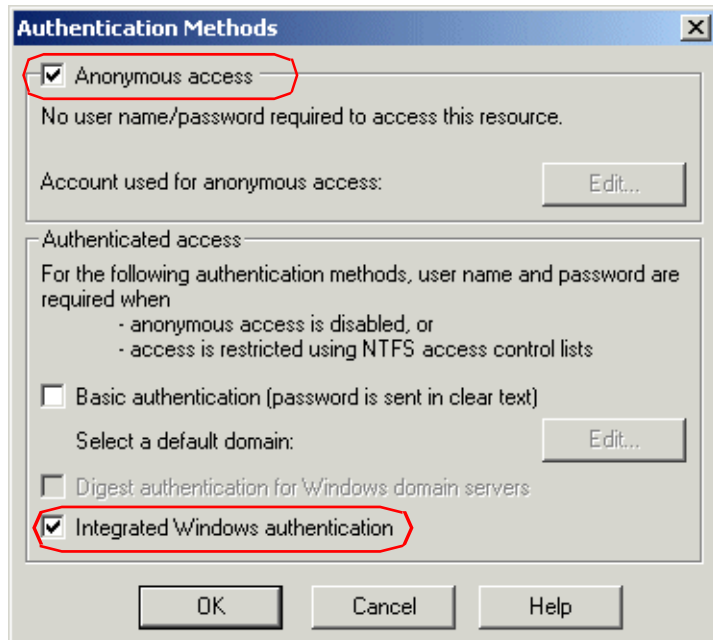 Authentication Methods
Anonymous access
No user name/password required to access this resource.
Account used for anonymous access:
Edit...
Authenticated access
For the following authentication methods, user name and password are
required when
- anonymous access is disabled, or
- access is restricted using NTFS access control lists
Basic authentication (password is sent in clear text)
Select a default domain:
Edit...
Digest authentication for Windows domain servers
Integrated Windows authentication
OK
Cancel
Help